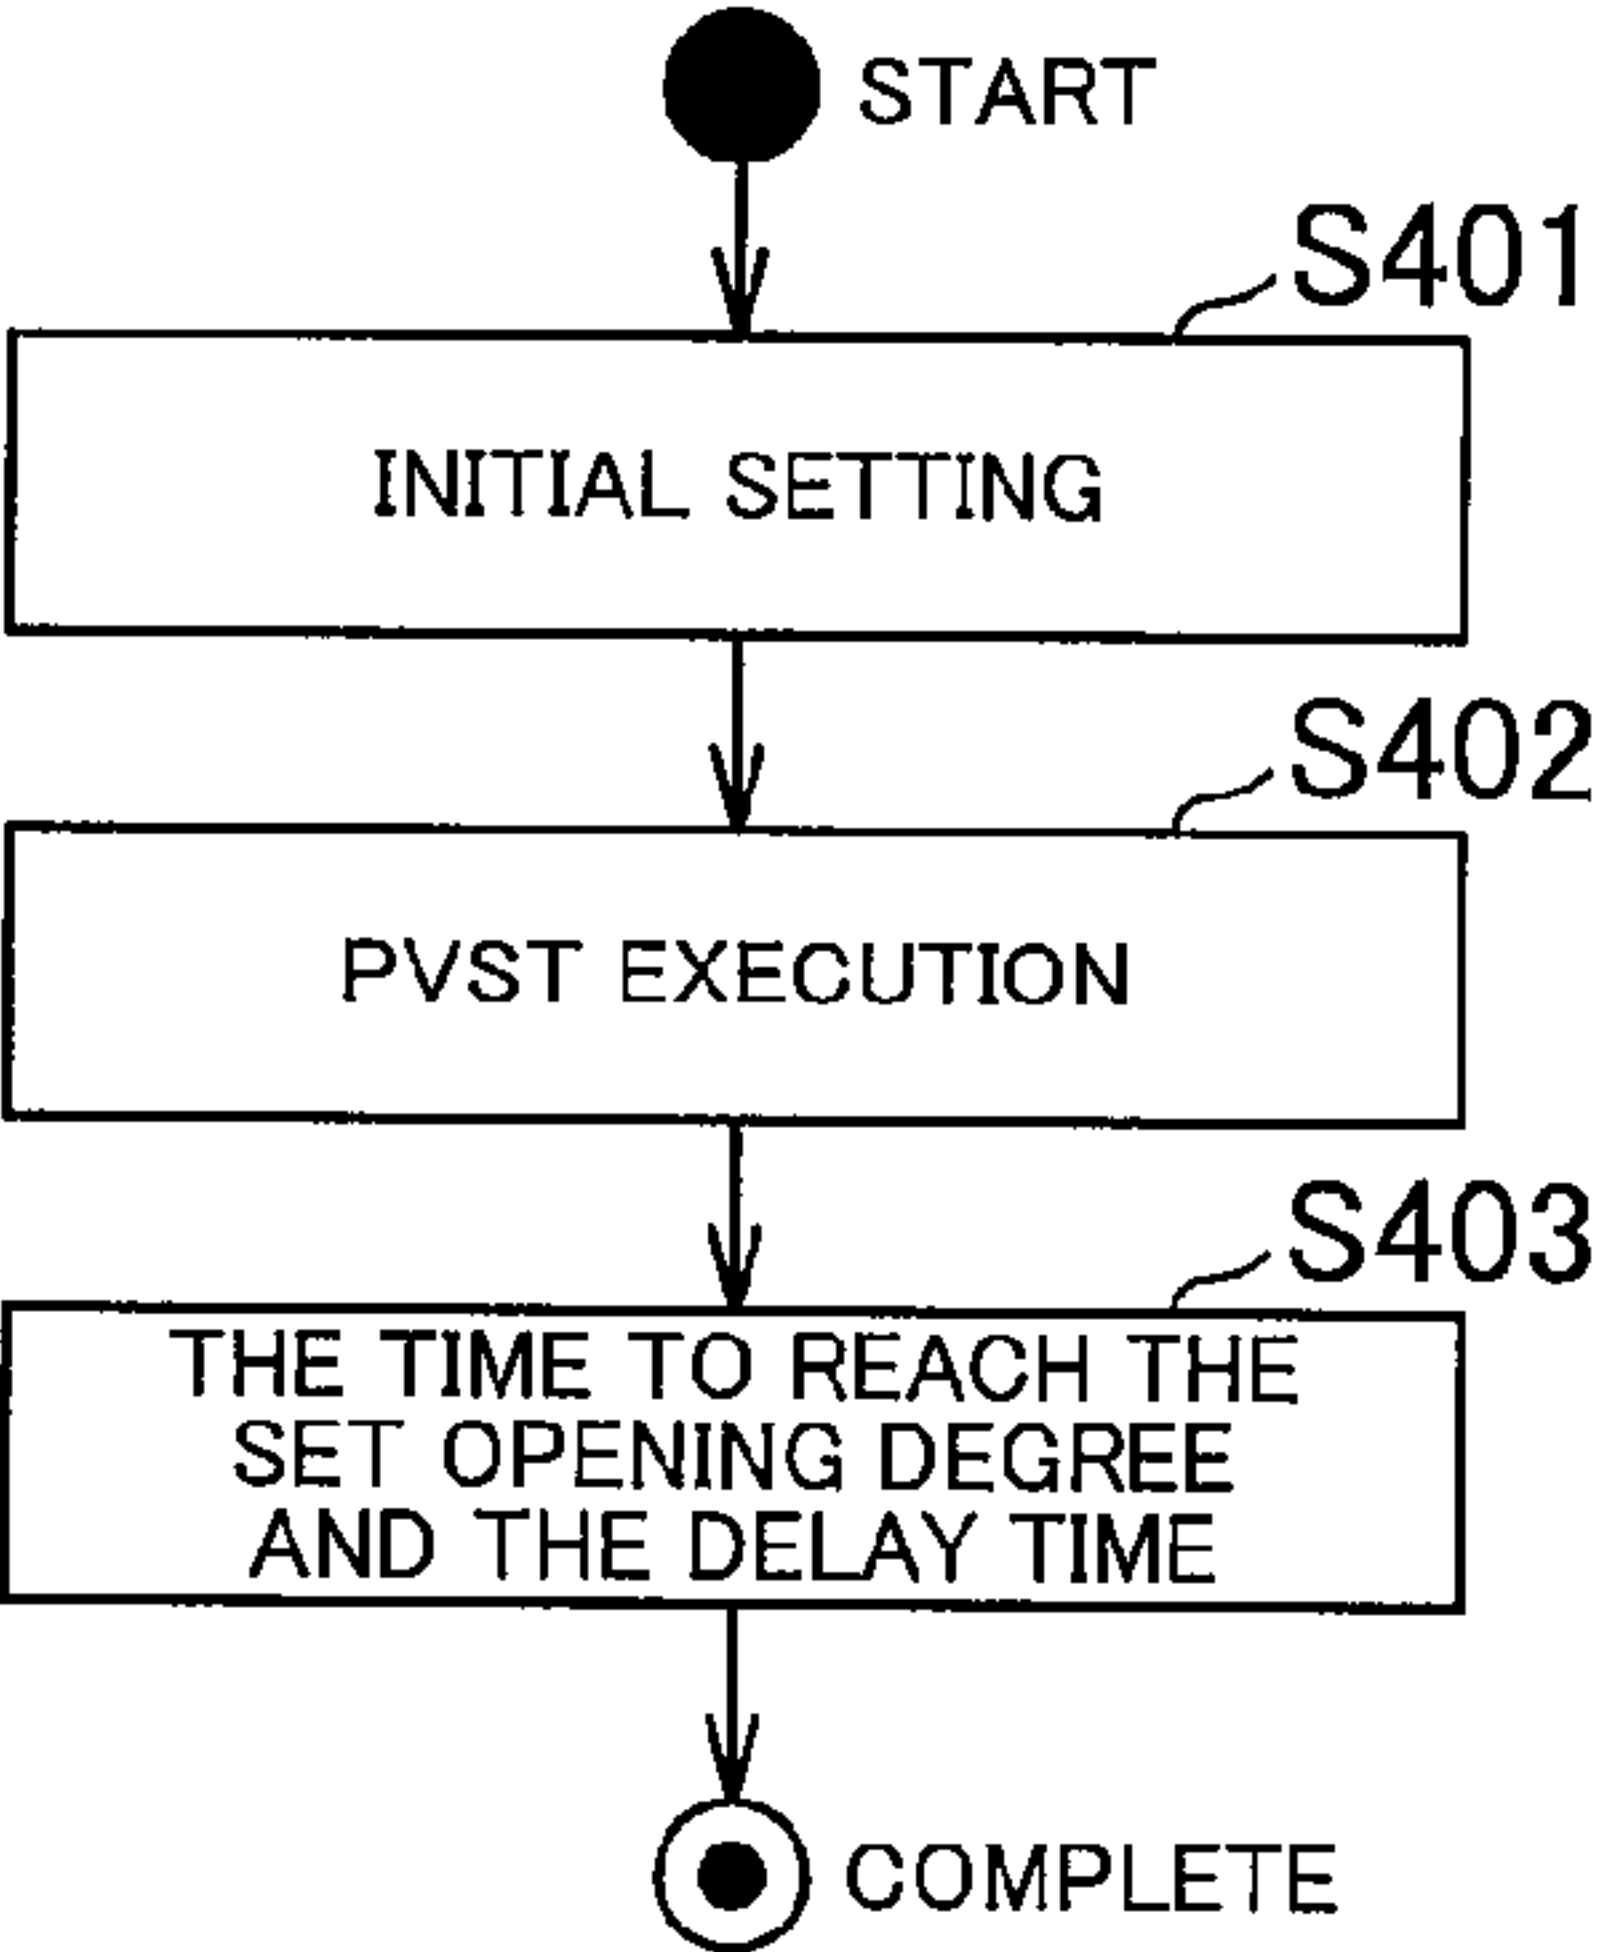 START
S401
INITIAL SETTING
S402
PVST EXECUTION
S403
THE TIME TO REACH THE
SET OPENING DEGREE
AND THE DELAY TIME
COMPLETE